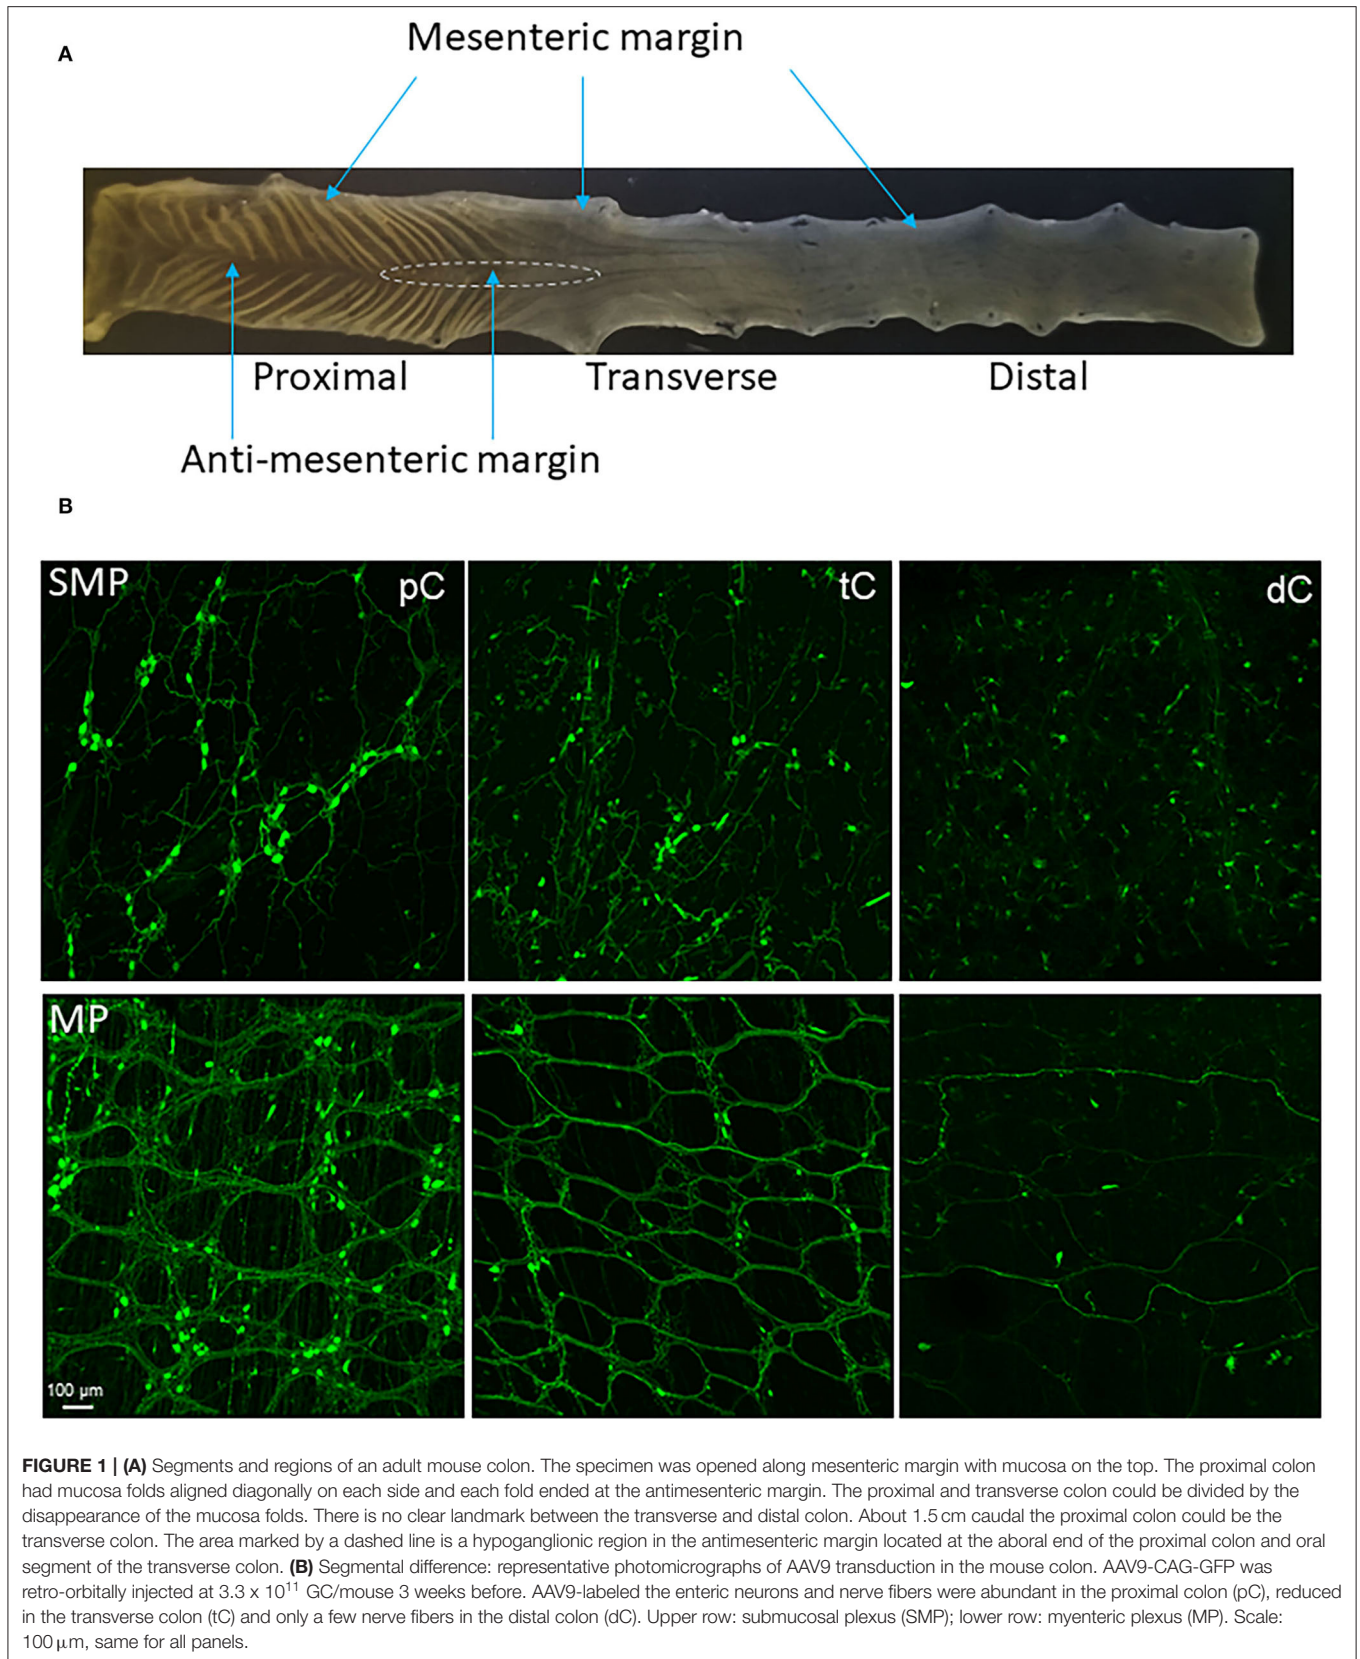 A
Mesenteric margin
Proximal
Transverse
Distal
Anti-mesenteric margin
B
SMP
pC
tC
dC
MP
100 μm
FIGURE 1 | (A) Segments and regions of an adult mouse colon. The specimen was opened along mesenteric margin with mucosa on the top. The proximal colon
had mucosa folds aligned diagonally on each side and each fold ended at the antimesenteric margin. The proximal and transverse colon could be divided by the
disappearance of the mucosa folds. There is no clear landmark between the transverse and distal colon. About 1.5 cm caudal the proximal colon could be the
transverse colon. The area marked by a dashed line is a hypoganglionic region in the antimesenteric margin located at the aboral end of the proximal colon and oral
segment of the transverse colon. (B) Segmental difference: representative photomicrographs of AAV9 transduction in the mouse colon. AAV9-CAG-GFP was
retro-orbitally injected at 3.3 x 10¹¹ GC/mouse 3 weeks before. AAV9-labeled the enteric neurons and nerve fibers were abundant in the proximal colon (pC), reduced
in the transverse colon (tC) and only a few nerve fibers in the distal colon (dC). Upper row: submucosal plexus (SMP); lower row: myenteric plexus (MP). Scale:
100 μm, same for all panels.